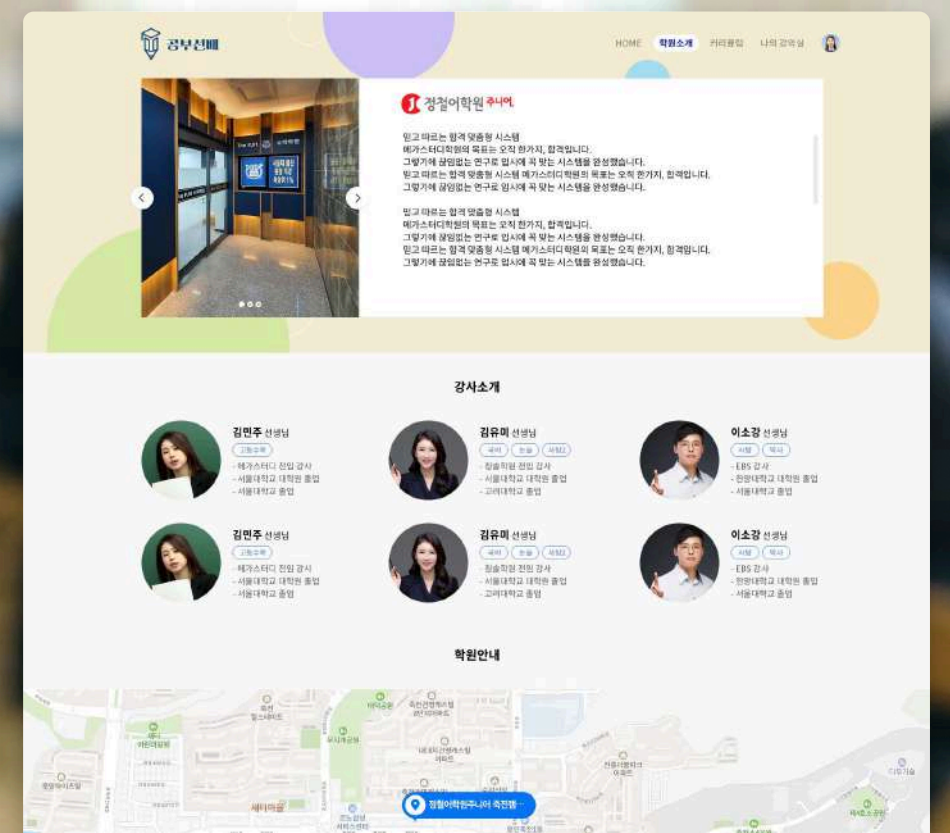 공부선배
HOME 학원소개 커리큘럼 나의 강의실
정철어학원 주니어.
믿고 따르는 합격 맞춤형 시스템
메가스터디학원의 목표는 오직 한가지, 합격입니다.
그렇기에 끊임없는 연구로 입시에 꼭 맞는 시스템을 완성했습니다.
믿고 따르는 합격 맞춤형 시스템 메가스터디학원의 목표는 오직 한가지, 합격입니다.
그렇기에 끊임없는 연구로 입시에 꼭 맞는 시스템을 완성했습니다.
믿고 따르는 합격 맞춤형 시스템
메가스터디학원의 목표는 오직 한가지, 합격입니다.
그렇기에 끊임없는 연구로 입시에 꼭 맞는 시스템을 완성했습니다.
믿고 따르는 합격 맞춤형 시스템 메가스터디학원의 목표는 오직 한가지, 합격입니다.
그렇기에 끊임없는 연구로 입시에 꼭 맞는 시스템을 완성했습니다.
강사소개
김민주 선생님
고등수학
- 메가스터디 전임 강사
- 서울대학교 대학원 졸업
- 서울대학교 졸업
김유미 선생님
국어 논술
- 청솔학원 전임 강사
- 서울대학교 대학원 졸업
- 고려대학교 졸업
이소강 선생님
사탐 역사
- EBS 강사
- 한양대학교 대학원 졸업
- 서울대학교 졸업
김민주 선생님
고등수학
- 메가스터디 전임 강사
- 서울대학교 대학원 졸업
- 서울대학교 졸업
김유미 선생님
국어 논술
- 청솔학원 전임 강사
- 서울대학교 대학원 졸업
- 고려대학교 졸업
이소강 선생님
사탐 역사
- EBS 강사
- 한양대학교 대학원 졸업
- 서울대학교 졸업
학원안내
새터마을
정철어학원주니어 죽전캠…